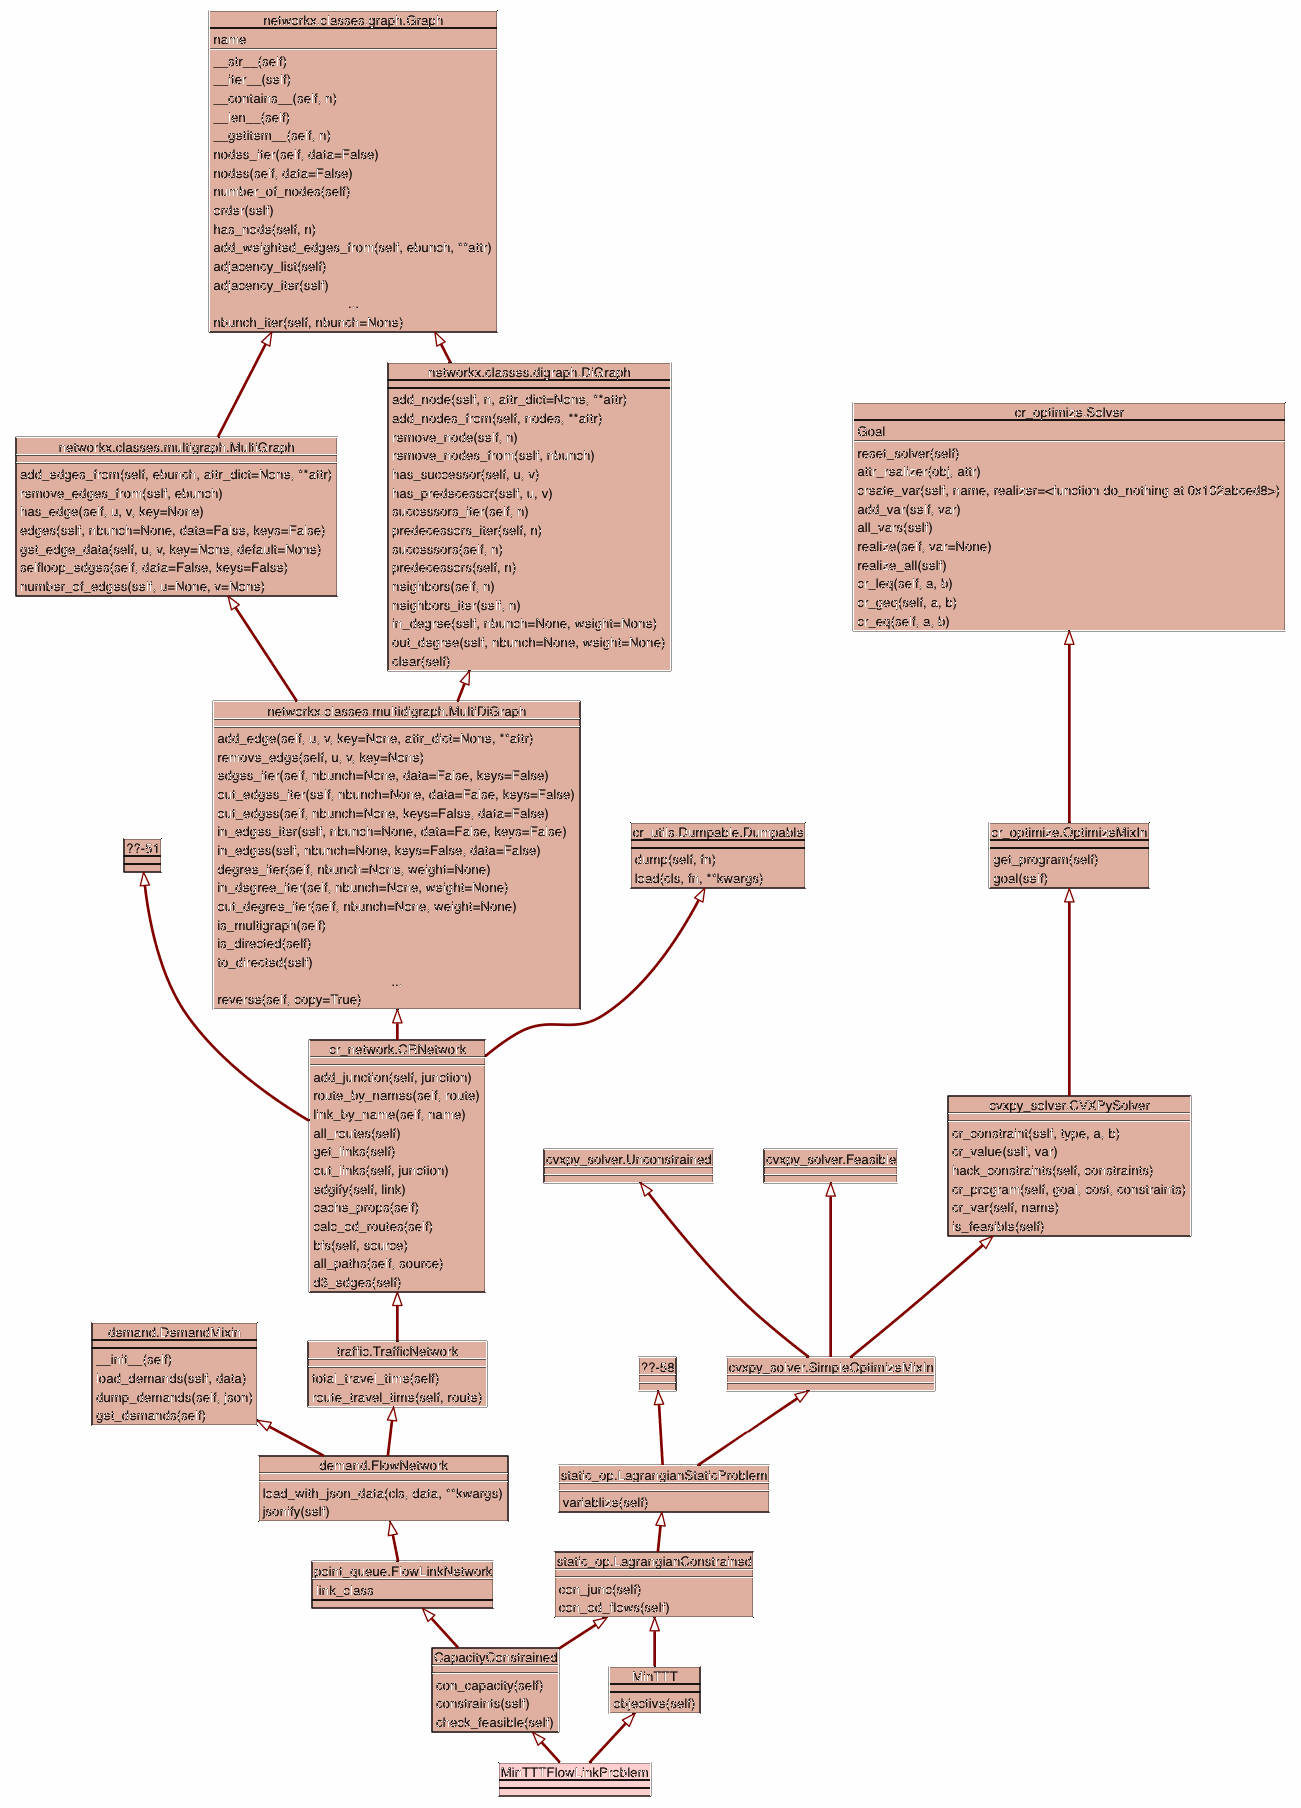 networkx.classes.graph.Graph
name
__str__(self)
__iter__(self)
__contains__(self, n)
__len__(self)
__getitem__(self, n)
nodes_iter(self, data=False)
nodes(self, data=False)
number_of_nodes(self)
order(self)
has_node(self, n)
add_weighted_edges_from(self, ebunch, **attr)
adjacency_list(self)
adjacency_iter(self)
...
nbunch_iter(self, nbunch=None)
networkx.classes.digraph.DiGraph
add_node(self, n, attr_dict=None, **attr)
add_nodes_from(self, nodes, **attr)
remove_node(self, n)
remove_nodes_from(self, nbunch)
has_successor(self, u, v)
has_predecessor(self, u, v)
successors_iter(self, n)
predecessors_iter(self, n)
successors(self, n)
predecessors(self, n)
neighbors(self, n)
neighbors_iter(self, n)
in_degree(self, nbunch=None, weight=None)
out_degree(self, nbunch=None, weight=None)
clear(self)
cr_optimize.Solver
Goal
reset_solver(self)
attr_realizer(obj, attr)
create_var(self, name, realizer=<function do_nothing at 0x102abced8>)
add_var(self, var)
all_vars(self)
realize(self, var=None)
realize_all(self)
cr_leq(self, a, b)
cr_geq(self, a, b)
cr_eq(self, a, b)
networkx.classes.multigraph.MultiGraph
add_edges_from(self, ebunch, attr_dict=None, **attr)
remove_edges_from(self, ebunch)
has_edge(self, u, v, key=None)
edges(self, nbunch=None, data=False, keys=False)
get_edge_data(self, u, v, key=None, default=None)
selfloop_edges(self, data=False, keys=False)
number_of_edges(self, u=None, v=None)
networkx.classes.multidigraph.MultiDiGraph
add_edge(self, u, v, key=None, attr_dict=None, **attr)
remove_edge(self, u, v, key=None)
edges_iter(self, nbunch=None, data=False, keys=False)
out_edges_iter(self, nbunch=None, data=False, keys=False)
out_edges(self, nbunch=None, keys=False, data=False)
in_edges_iter(self, nbunch=None, data=False, keys=False)
in_edges(self, nbunch=None, keys=False, data=False)
degree_iter(self, nbunch=None, weight=None)
in_degree_iter(self, nbunch=None, weight=None)
out_degree_iter(self, nbunch=None, weight=None)
is_multigraph(self)
is_directed(self)
to_directed(self)
...
reverse(self, copy=True)
??-51
cr_utils.Dumpable.Dumpable
dump(self, fn)
load(cls, fn, **kwargs)
cr_optimize.OptimizeMixIn
get_program(self)
goal(self)
cr_network.CRNetwork
add_junction(self, junction)
route_by_names(self, route)
link_by_name(self, name)
all_routes(self)
get_links(self)
out_links(self, junction)
edgify(self, link)
cache_props(self)
calc_od_routes(self)
bfs(self, source)
all_paths(self, source)
d3_edges(self)
cvxpy_solver.CVXPySolver
cr_constraint(self, type, a, b)
cr_value(self, var)
hack_constraints(self, constraints)
cr_program(self, goal, cost, constraints)
cr_var(self, name)
is_feasible(self)
cvxpy_solver.Unconstrained
cvxpy_solver.Feasible
demand.DemandMixIn
__init__(self)
load_demands(self, data)
dump_demands(self, json)
get_demands(self)
traffic.TrafficNetwork
total_travel_time(self)
route_travel_time(self, route)
??-58
cvxpy_solver.SimpleOptimizeMixIn
demand.FlowNetwork
load_with_json_data(cls, data, **kwargs)
jsonify(self)
static_op.LagrangianStaticProblem
variablize(self)
point_queue.FlowLinkNetwork
link_class
static_op.LagrangianConstrained
con_junc(self)
con_od_flows(self)
CapacityConstrained
con_capacity(self)
constraints(self)
check_feasible(self)
MinTTT
objective(self)
MinTTTFlowLinkProblem